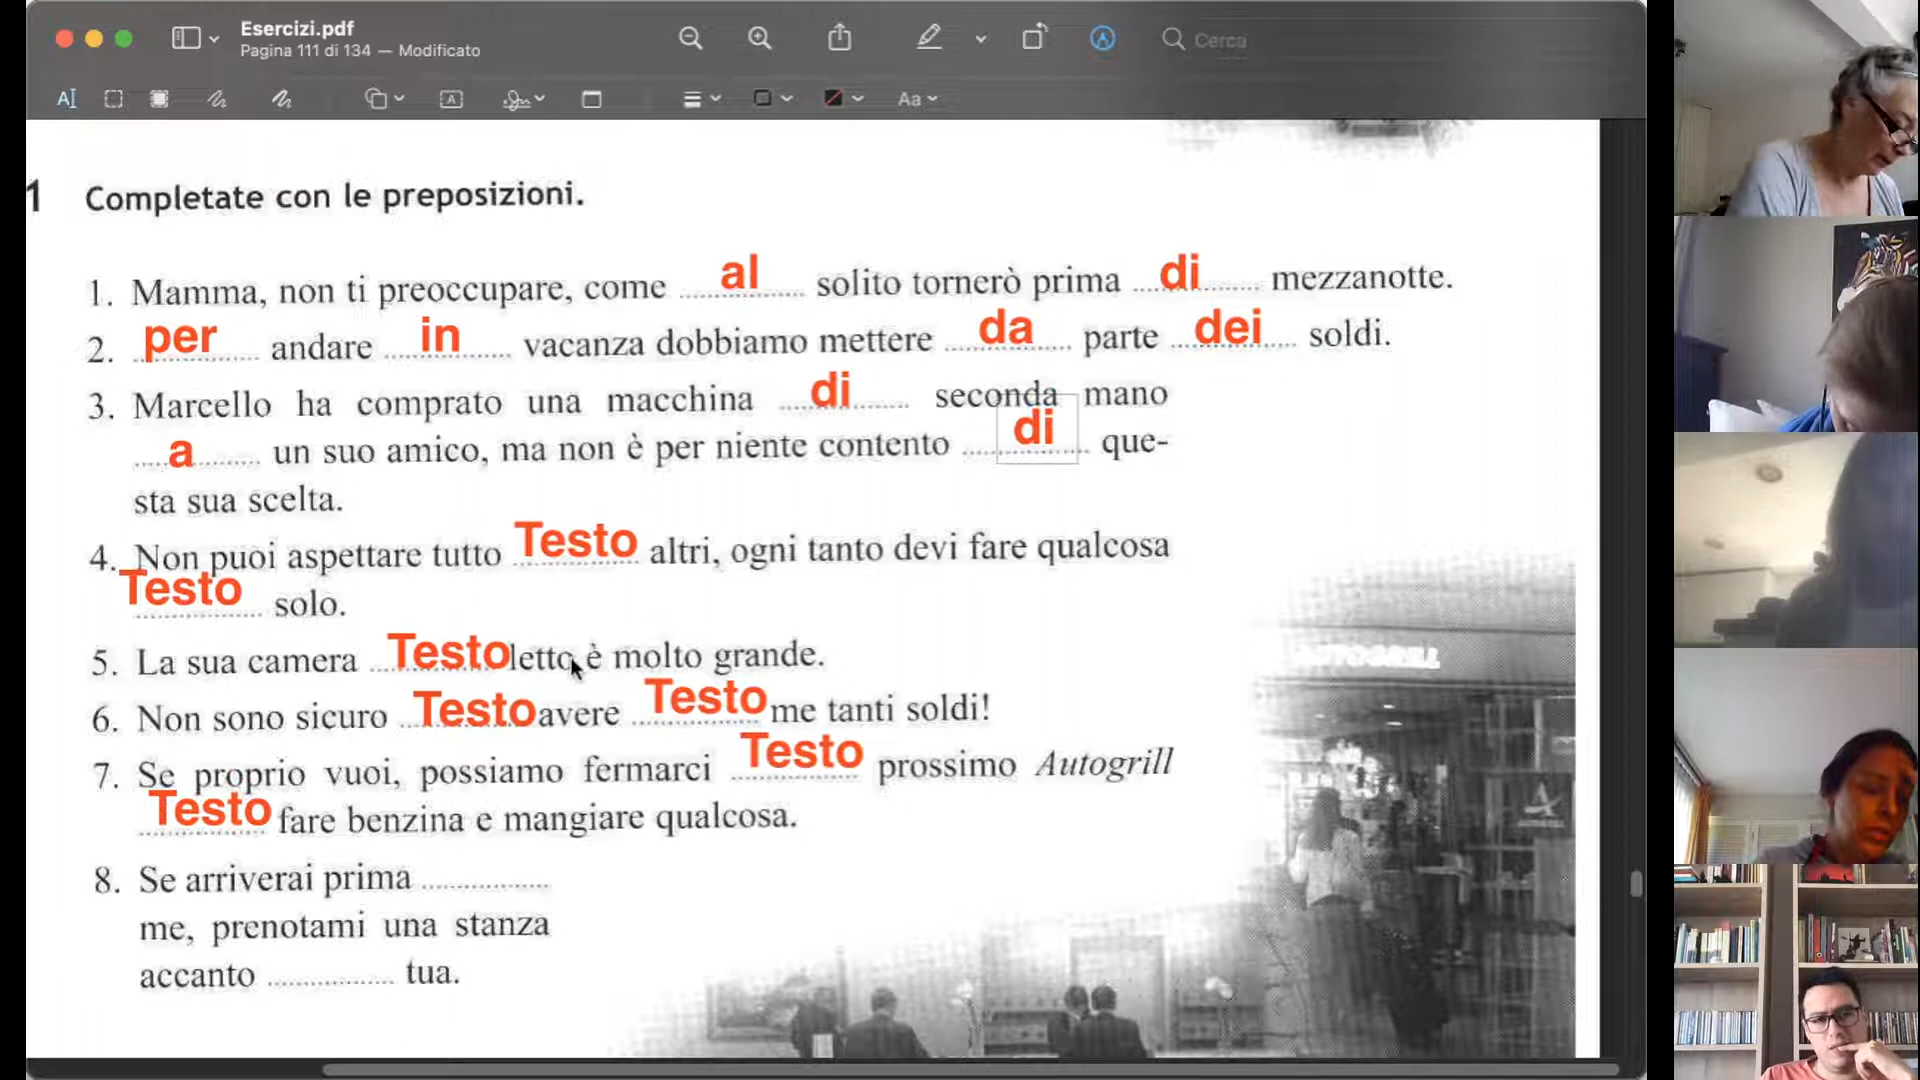 Esercizi.pdf
Pagina 111 di 134 — Modificato
Cerca
Aa
1 Completate con le preposizioni.
1. Mamma, non ti preoccupare, come al solito tornerò prima di mezzanotte.
2. per andare in vacanza dobbiamo mettere da parte dei soldi.
3. Marcello ha comprato una macchina di seconda mano
a un suo amico, ma non è per niente contento di que-
sta sua scelta.
4. Non puoi aspettare tutto Testo altri, ogni tanto devi fare qualcosa
Testo solo.
5. La sua camera Testo letto è molto grande.
6. Non sono sicuro Testo avere Testo me tanti soldi!
7. Se proprio vuoi, possiamo fermarci Testo prossimo Autogrill
Testo fare benzina e mangiare qualcosa.
8. Se arriverai prima ................
me, prenotami una stanza
accanto ................ tua.
AUTOGRILL